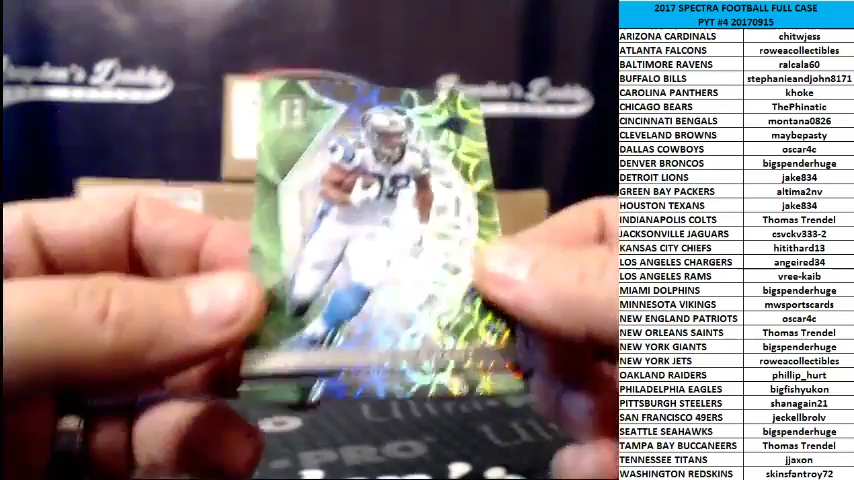 2017 SPECTRA FOOTBALL FULL CASE
PYT #4 20170915
ARIZONA CARDINALS chitwjess
ATLANTA FALCONS roweacollectibles
BALTIMORE RAVENS ralcala60
BUFFALO BILLS stephanieandjohn8171
CAROLINA PANTHERS khoke
CHICAGO BEARS ThePhinatic
CINCINNATI BENGALS montana0826
CLEVELAND BROWNS maybepasty
DALLAS COWBOYS oscar4c
DENVER BRONCOS bigspenderhuge
DETROIT LIONS jake834
GREEN BAY PACKERS altima2nv
HOUSTON TEXANS jake834
INDIANAPOLIS COLTS Thomas Trendel
JACKSONVILLE JAGUARS csvckv333-2
KANSAS CITY CHIEFS hitithard13
LOS ANGELES CHARGERS angeired34
LOS ANGELES RAMS vree-kaib
MIAMI DOLPHINS bigspenderhuge
MINNESOTA VIKINGS mwsportscards
NEW ENGLAND PATRIOTS oscar4c
NEW ORLEANS SAINTS Thomas Trendel
NEW YORK GIANTS bigspenderhuge
NEW YORK JETS roweacollectibles
OAKLAND RAIDERS phillip_hurt
PHILADELPHIA EAGLES bigfishyukon
PITTSBURGH STEELERS shanagain21
SAN FRANCISCO 49ERS jeckellbrolv
SEATTLE SEAHAWKS bigspenderhuge
TAMPA BAY BUCCANEERS Thomas Trendel
TENNESSEE TITANS jjaxon
WASHINGTON REDSKINS skinsfantroy72
Daddy
Daddy
PRO